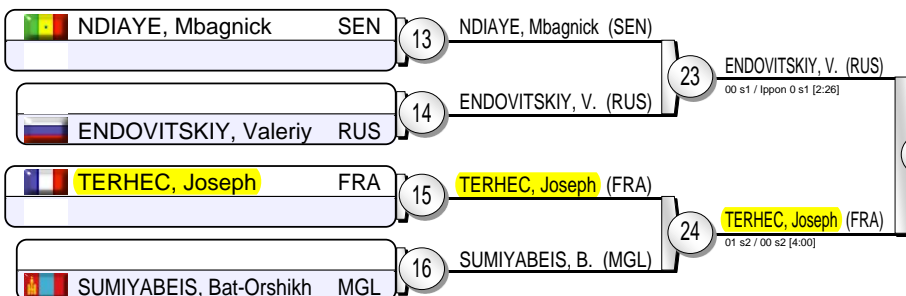 NDIAYE, Mbagnick SEN
13
NDIAYE, Mbagnick (SEN)
23
ENDOVITSKIY, V. (RUS)
00 s1 / Ippon 0 s1 [2:26]
14
ENDOVITSKIY, V. (RUS)
ENDOVITSKIY, Valeriy RUS
TERHEC, Joseph FRA
15
TERHEC, Joseph (FRA)
24
TERHEC, Joseph (FRA)
01 s2 / 00 s2 [4:00]
16
SUMIYABEIS, B. (MGL)
SUMIYABEIS, Bat-Orshikh MGL